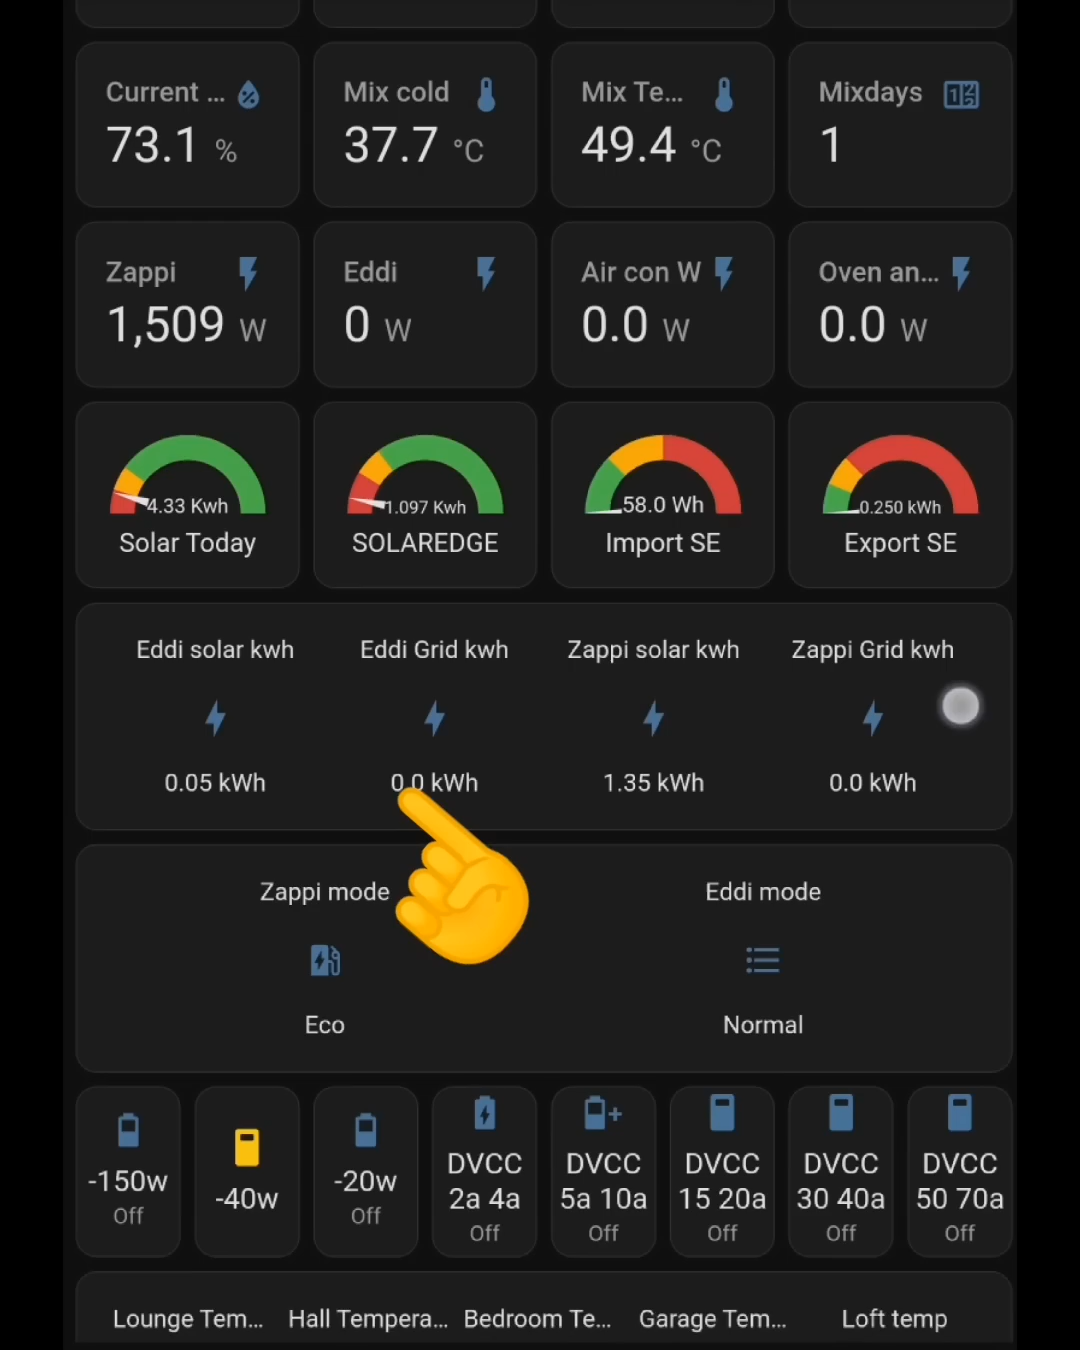 Current ...
73.1 %
Mix cold
37.7 °C
Mix Te...
49.4 °C
Mixdays
1
Zappi
1,509 W
Eddi
0 W
Air con W
0.0 W
Oven an...
0.0 W
4.33 Kwh
Solar Today
1.097 Kwh
SOLAREDGE
58.0 Wh
Import SE
0.250 kWh
Export SE
Eddi solar kwh
0.05 kWh
Eddi Grid kwh
0.0 kWh
Zappi solar kwh
1.35 kWh
Zappi Grid kwh
0.0 kWh
Zappi mode
Eco
Eddi mode
Normal
-150w
Off
-40w
-20w
Off
DVCC
2a 4a
Off
DVCC
5a 10a
Off
DVCC
15 20a
Off
DVCC
30 40a
Off
DVCC
50 70a
Off
Lounge Tem...
Hall Tempera...
Bedroom Te...
Garage Tem...
Loft temp